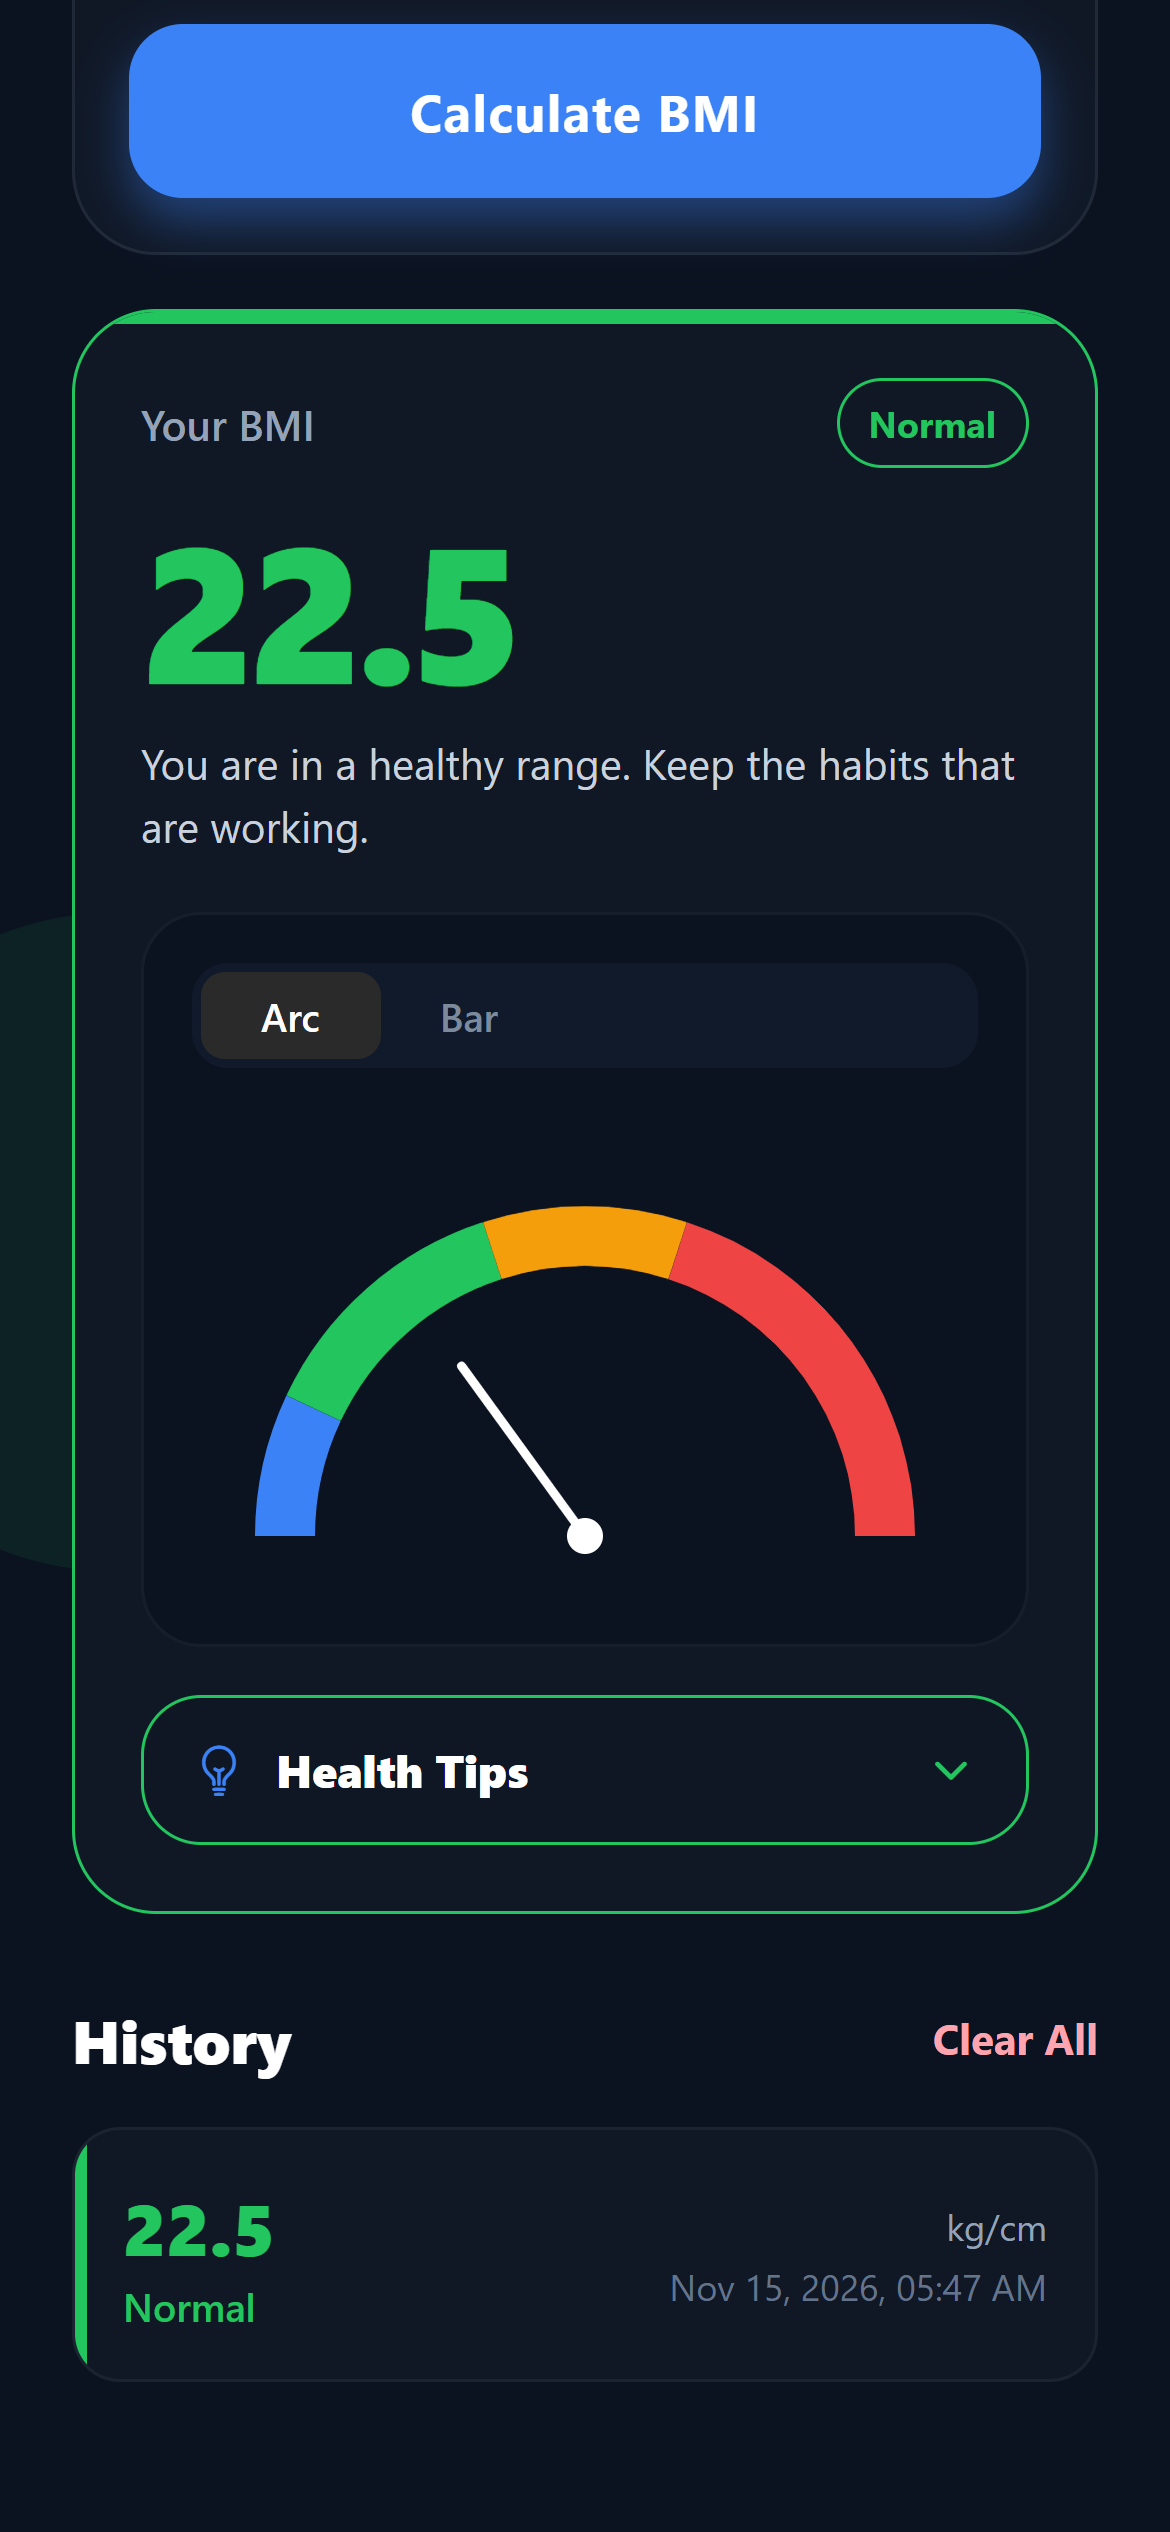 Calculate BMI
Your BMI
Normal
22.5
You are in a healthy range. Keep the habits that
are working.
Arc
Bar
Health Tips
History
Clear All
22.5
kg/cm
Normal
Nov 15, 2026, 05:47 AM